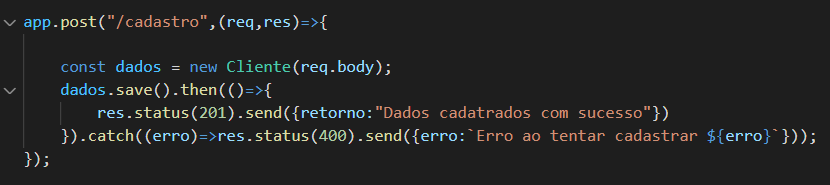 app.post("/cadastro",(req,res)=>{
const dados = new Cliente(req.body);
dados.save().then(()=>{
res.status(201).send({retorno:"Dados cadatrados com sucesso"})
}).catch((erro)=>res.status(400).send({erro:`Erro ao tentar cadastrar ${erro}`}));
});